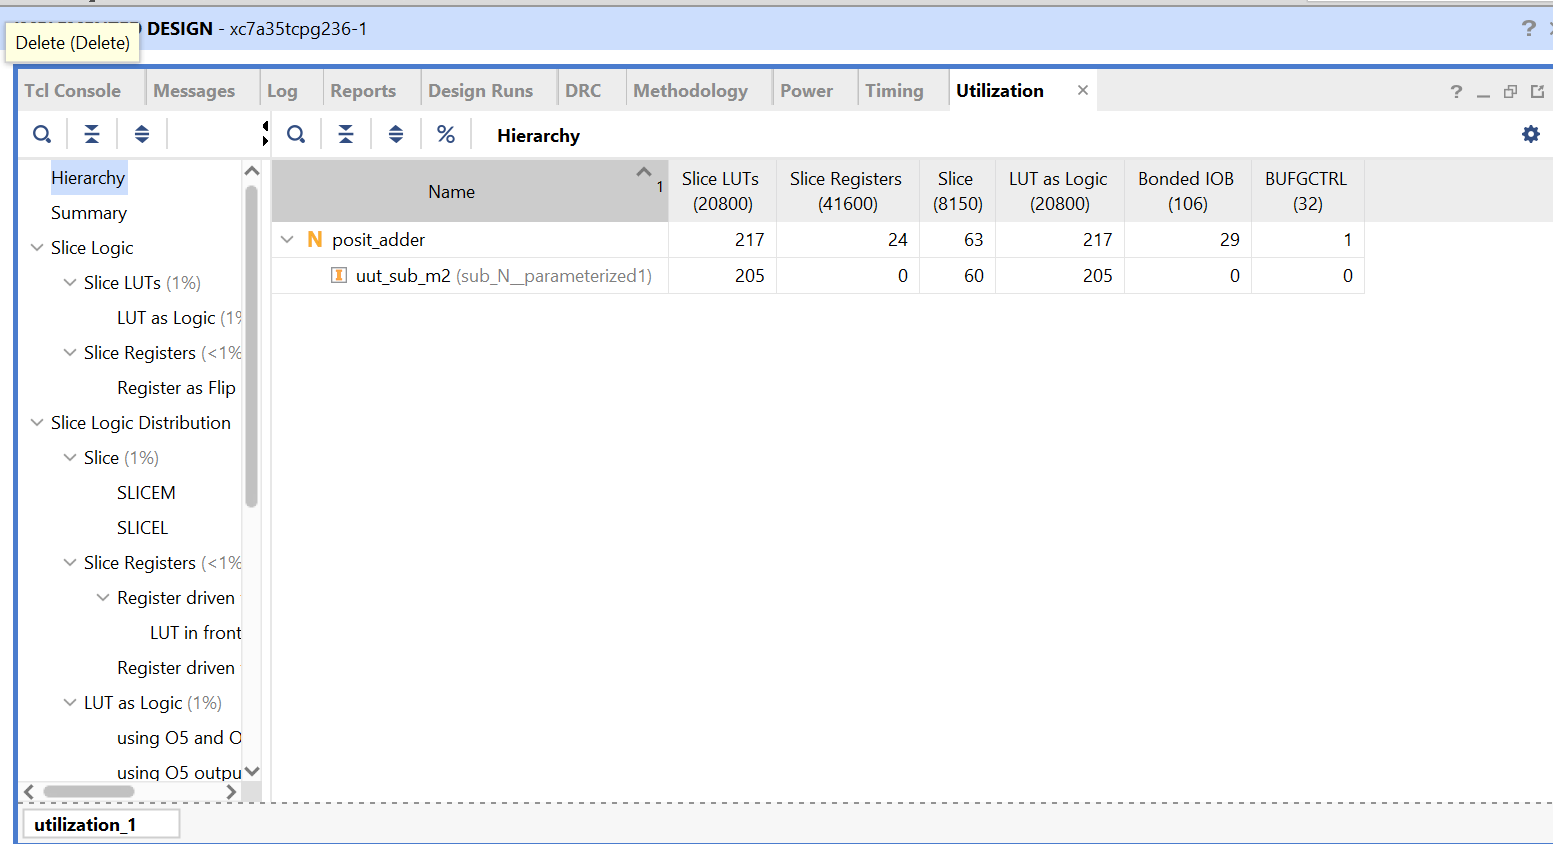 DESIGN - xc7a35tcpg236-1
Delete (Delete)
Tcl Console Messages Log Reports Design Runs DRC Methodology Power Timing Utilization
Hierarchy
Hierarchy
Summary
Slice Logic
Slice LUTs (1%)
LUT as Logic (1%
Slice Registers (<1%
Register as Flip
Slice Logic Distribution
Slice (1%)
SLICEM
SLICEL
Slice Registers (<1%
Register driven
LUT in front
Register driven
LUT as Logic (1%)
using O5 and O
using O5 outpu
Name 1 Slice LUTs (20800) Slice Registers (41600) Slice (8150) LUT as Logic (20800) Bonded IOB (106) BUFGCTRL (32)
N posit_adder 217 24 63 217 29 1
I uut_sub_m2 (sub_N__parameterized1) 205 0 60 205 0 0
utilization_1